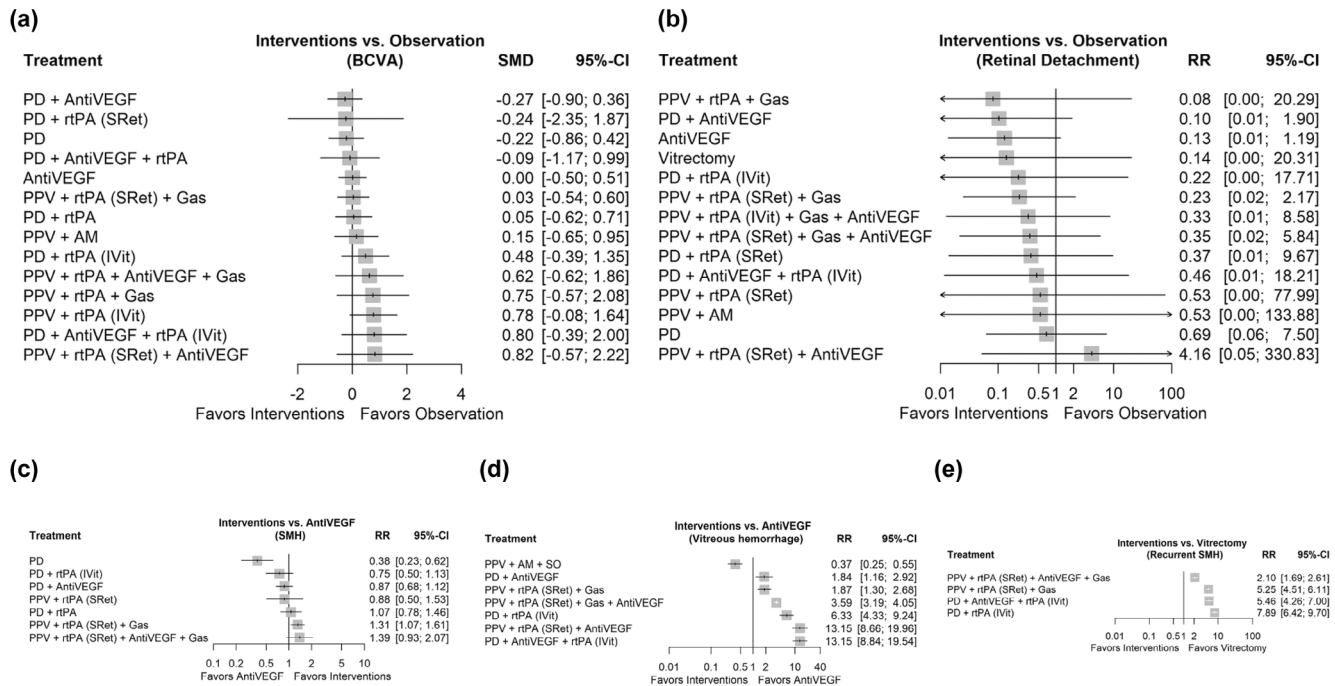 (a)
Interventions vs. Observation
Treatment (BCVA) SMD 95%-CI
PD + AntiVEGF -0.27 [-0.90; 0.36]
PD + rtPA (SRet) -0.24 [-2.35; 1.87]
PD -0.22 [-0.86; 0.42]
PD + AntiVEGF + rtPA -0.09 [-1.17; 0.99]
AntiVEGF 0.00 [-0.50; 0.51]
PPV + rtPA (SRet) + Gas 0.03 [-0.54; 0.60]
PD + rtPA 0.05 [-0.62; 0.71]
PPV + AM 0.15 [-0.65; 0.95]
PD + rtPA (IVit) 0.48 [-0.39; 1.35]
PPV + rtPA + AntiVEGF + Gas 0.62 [-0.62; 1.86]
PPV + rtPA + Gas 0.75 [-0.57; 2.08]
PPV + rtPA (IVit) 0.78 [-0.08; 1.64]
PD + AntiVEGF + rtPA (IVit) 0.80 [-0.39; 2.00]
PPV + rtPA (SRet) + AntiVEGF 0.82 [-0.57; 2.22]
-2 0 2 4
Favors Interventions Favors Observation
(b)
Interventions vs. Observation
Treatment (Retinal Detachment) RR 95%-CI
PPV + rtPA + Gas 0.08 [0.00; 20.29]
PD + AntiVEGF 0.10 [0.01; 1.90]
AntiVEGF 0.13 [0.01; 1.19]
Vitrectomy 0.14 [0.00; 20.31]
PD + rtPA (IVit) 0.22 [0.00; 17.71]
PPV + rtPA (SRet) + Gas 0.23 [0.02; 2.17]
PPV + rtPA (IVit) + Gas + AntiVEGF 0.33 [0.01; 8.58]
PPV + rtPA (SRet) + Gas + AntiVEGF 0.35 [0.02; 5.84]
PD + rtPA (SRet) 0.37 [0.01; 9.67]
PD + AntiVEGF + rtPA (IVit) 0.46 [0.01; 18.21]
PPV + rtPA (SRet) 0.53 [0.00; 77.99]
PPV + AM 0.53 [0.00; 133.88]
PD 0.69 [0.06; 7.50]
PPV + rtPA (SRet) + AntiVEGF 4.16 [0.05; 330.83]
0.01 0.1 0.5 1 2 10 100
Favors Interventions Favors Observation
(c)
Interventions vs. AntiVEGF
Treatment (SMH) RR 95%-CI
PD 0.38 [0.23; 0.62]
PD + rtPA (IVit) 0.75 [0.50; 1.13]
PD + AntiVEGF 0.87 [0.68; 1.12]
PPV + rtPA (SRet) 0.88 [0.50; 1.53]
PD + rtPA 1.07 [0.78; 1.46]
PPV + rtPA (SRet) + Gas 1.31 [1.07; 1.61]
PPV + rtPA (SRet) + AntiVEGF + Gas 1.39 [0.93; 2.07]
0.1 0.5 1 2 10
Favors AntiVEGF Favors Interventions
(d)
Interventions vs. AntiVEGF
Treatment (Vitreous hemorrhage) RR 95%-CI
PPV + AM + SO 0.37 [0.25; 0.55]
PD + AntiVEGF 1.84 [1.16; 2.92]
PPV + rtPA (SRet) + Gas 1.87 [1.30; 2.68]
PPV + rtPA (SRet) + Gas + AntiVEGF 3.59 [3.19; 4.05]
PD + rtPA (IVit) 6.33 [4.33; 9.24]
PPV + rtPA (SRet) + AntiVEGF 13.15 [8.66; 19.96]
PD + AntiVEGF + rtPA (IVit) 13.15 [8.84; 19.54]
0.01 0.1 0.5 1 2 10 40
Favors Interventions Favors AntiVEGF
(e)
Interventions vs. Vitrectomy
Treatment (Recurrent SMH) RR 95%-CI
PPV + rtPA (SRet) + AntiVEGF + Gas 2.10 [1.69; 2.61]
PPV + rtPA (SRet) + Gas 5.25 [4.51; 6.11]
PD + AntiVEGF + rtPA (IVit) 5.46 [4.26; 7.00]
PD + rtPA (IVit) 7.89 [6.42; 9.70]
0.01 0.1 0.5 1 2 10 100
Favors Interventions Favors Vitrectomy